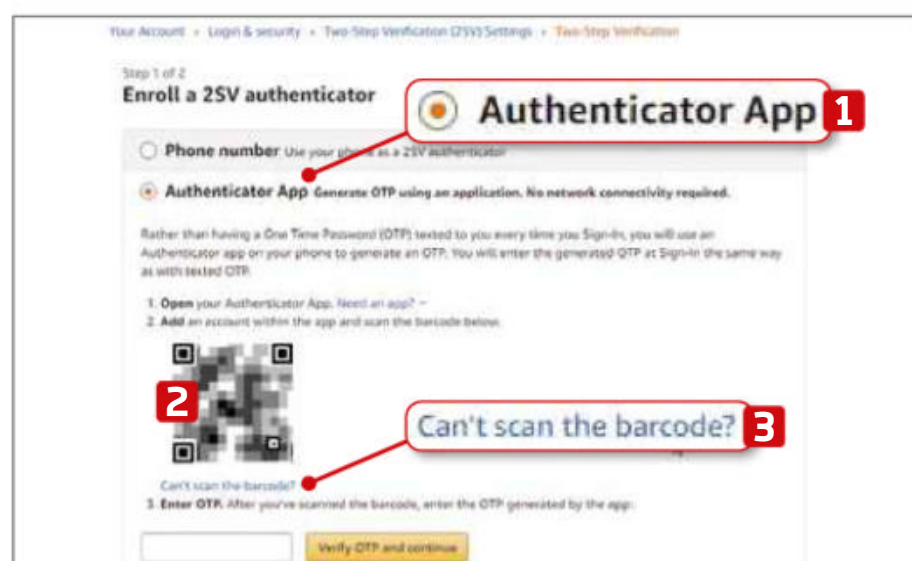 Your Account › Login & security › Two-Step Verification (2SV) Settings › Two-Step Verification
Step 1 of 2
Enroll a 2SV authenticator
Authenticator App 1
Phone number Use your phone as a 2SV authenticator
Authenticator App Generate OTP using an application. No network connectivity required.
Rather than having a One Time Password (OTP) texted to you every time you Sign-In, you will use an
Authenticator app on your phone to generate an OTP. You will enter the generated OTP at Sign-In the same way
as with texted OTP.
1. Open your Authenticator App. Need an app?
2. Add an account within the app and scan the barcode below.
2
Can't scan the barcode? 3
Can't scan the barcode?
3. Enter OTP. After you've scanned the barcode, enter the OTP generated by the app:
Verify OTP and continue